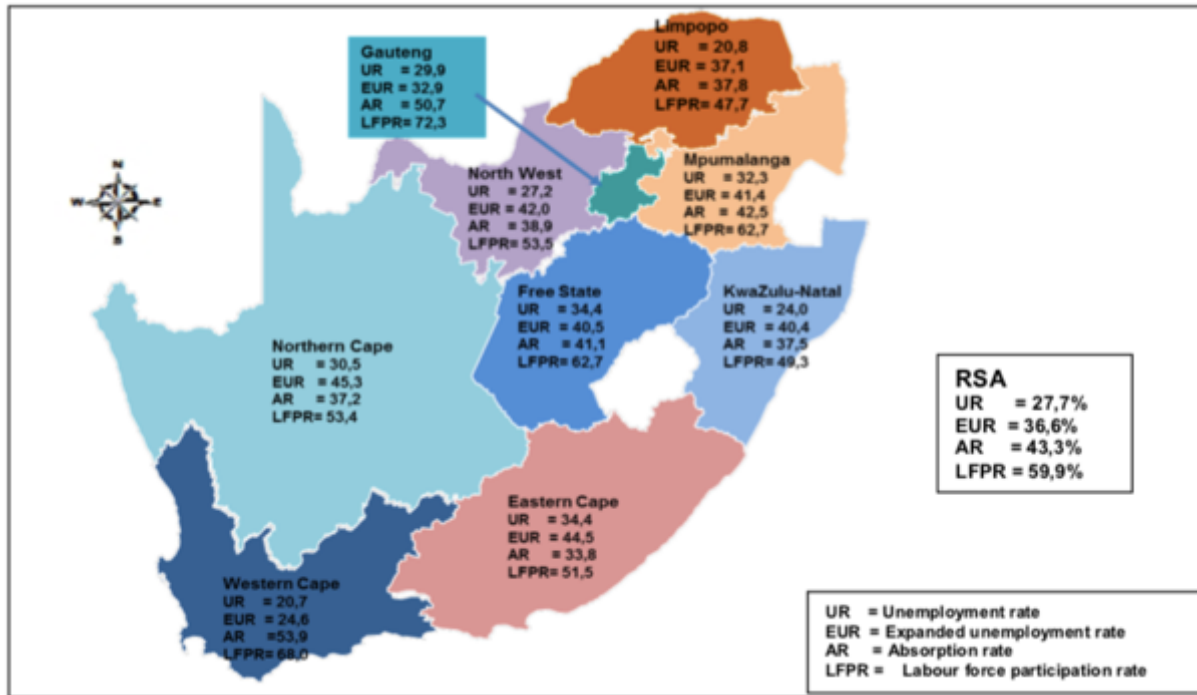 Limpopo
UR = 20,8
EUR = 37,1
AR = 37,8
LFPR= 47,7
Gauteng
UR = 29,9
EUR = 32,9
AR = 50,7
LFPR= 72,3
Mpumalanga
UR = 32,3
EUR = 41,4
AR = 42,5
LFPR= 62,7
North West
UR = 27,2
EUR = 42,0
AR = 38,9
LFPR= 53,5
N
W
E
S
Free State
UR = 34,4
EUR = 40,5
AR = 41,1
LFPR= 62,7
KwaZulu-Natal
UR = 24,0
EUR = 40,4
AR = 37,5
LFPR= 49,3
Northern Cape
UR = 30,5
EUR = 45,3
AR = 37,2
LFPR= 53,4
RSA
UR = 27,7%
EUR = 36,6%
AR = 43,3%
LFPR = 59,9%
Eastern Cape
UR = 34,4
EUR = 44,5
AR = 33,8
LFPR= 51,5
Western Cape
UR = 20,7
EUR = 24,6
AR =53,9
LFPR= 68,0
UR = Unemployment rate
EUR = Expanded unemployment rate
AR = Absorption rate
LFPR = Labour force participation rate